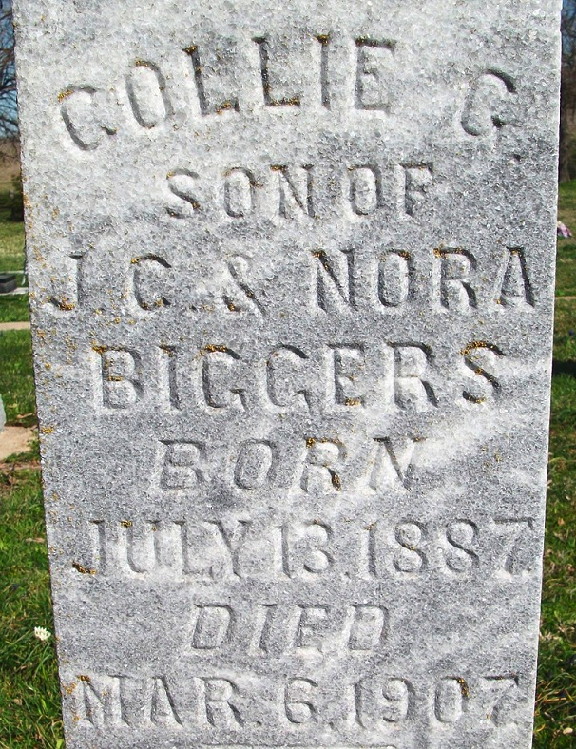 COLLIE C.
SON OF
J. C. & NORA
BIGGERS
BORN
JULY 13, 1887.
DIED
MAR. 6, 1907.